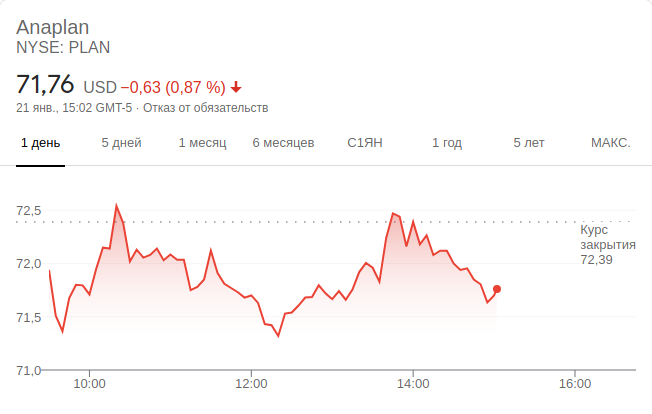 Anaplan
NYSE: PLAN
71,76 USD −0,63 (0,87 %)
21 янв., 15:02 GMT-5 · Отказ от обязательств
1 день 5 дней 1 месяц 6 месяцев С1ЯН 1 год 5 лет МАКС.
72,5
Курс
закрытия
72,39
72,0
71,5
71,0
10:00 12:00 14:00 16:00